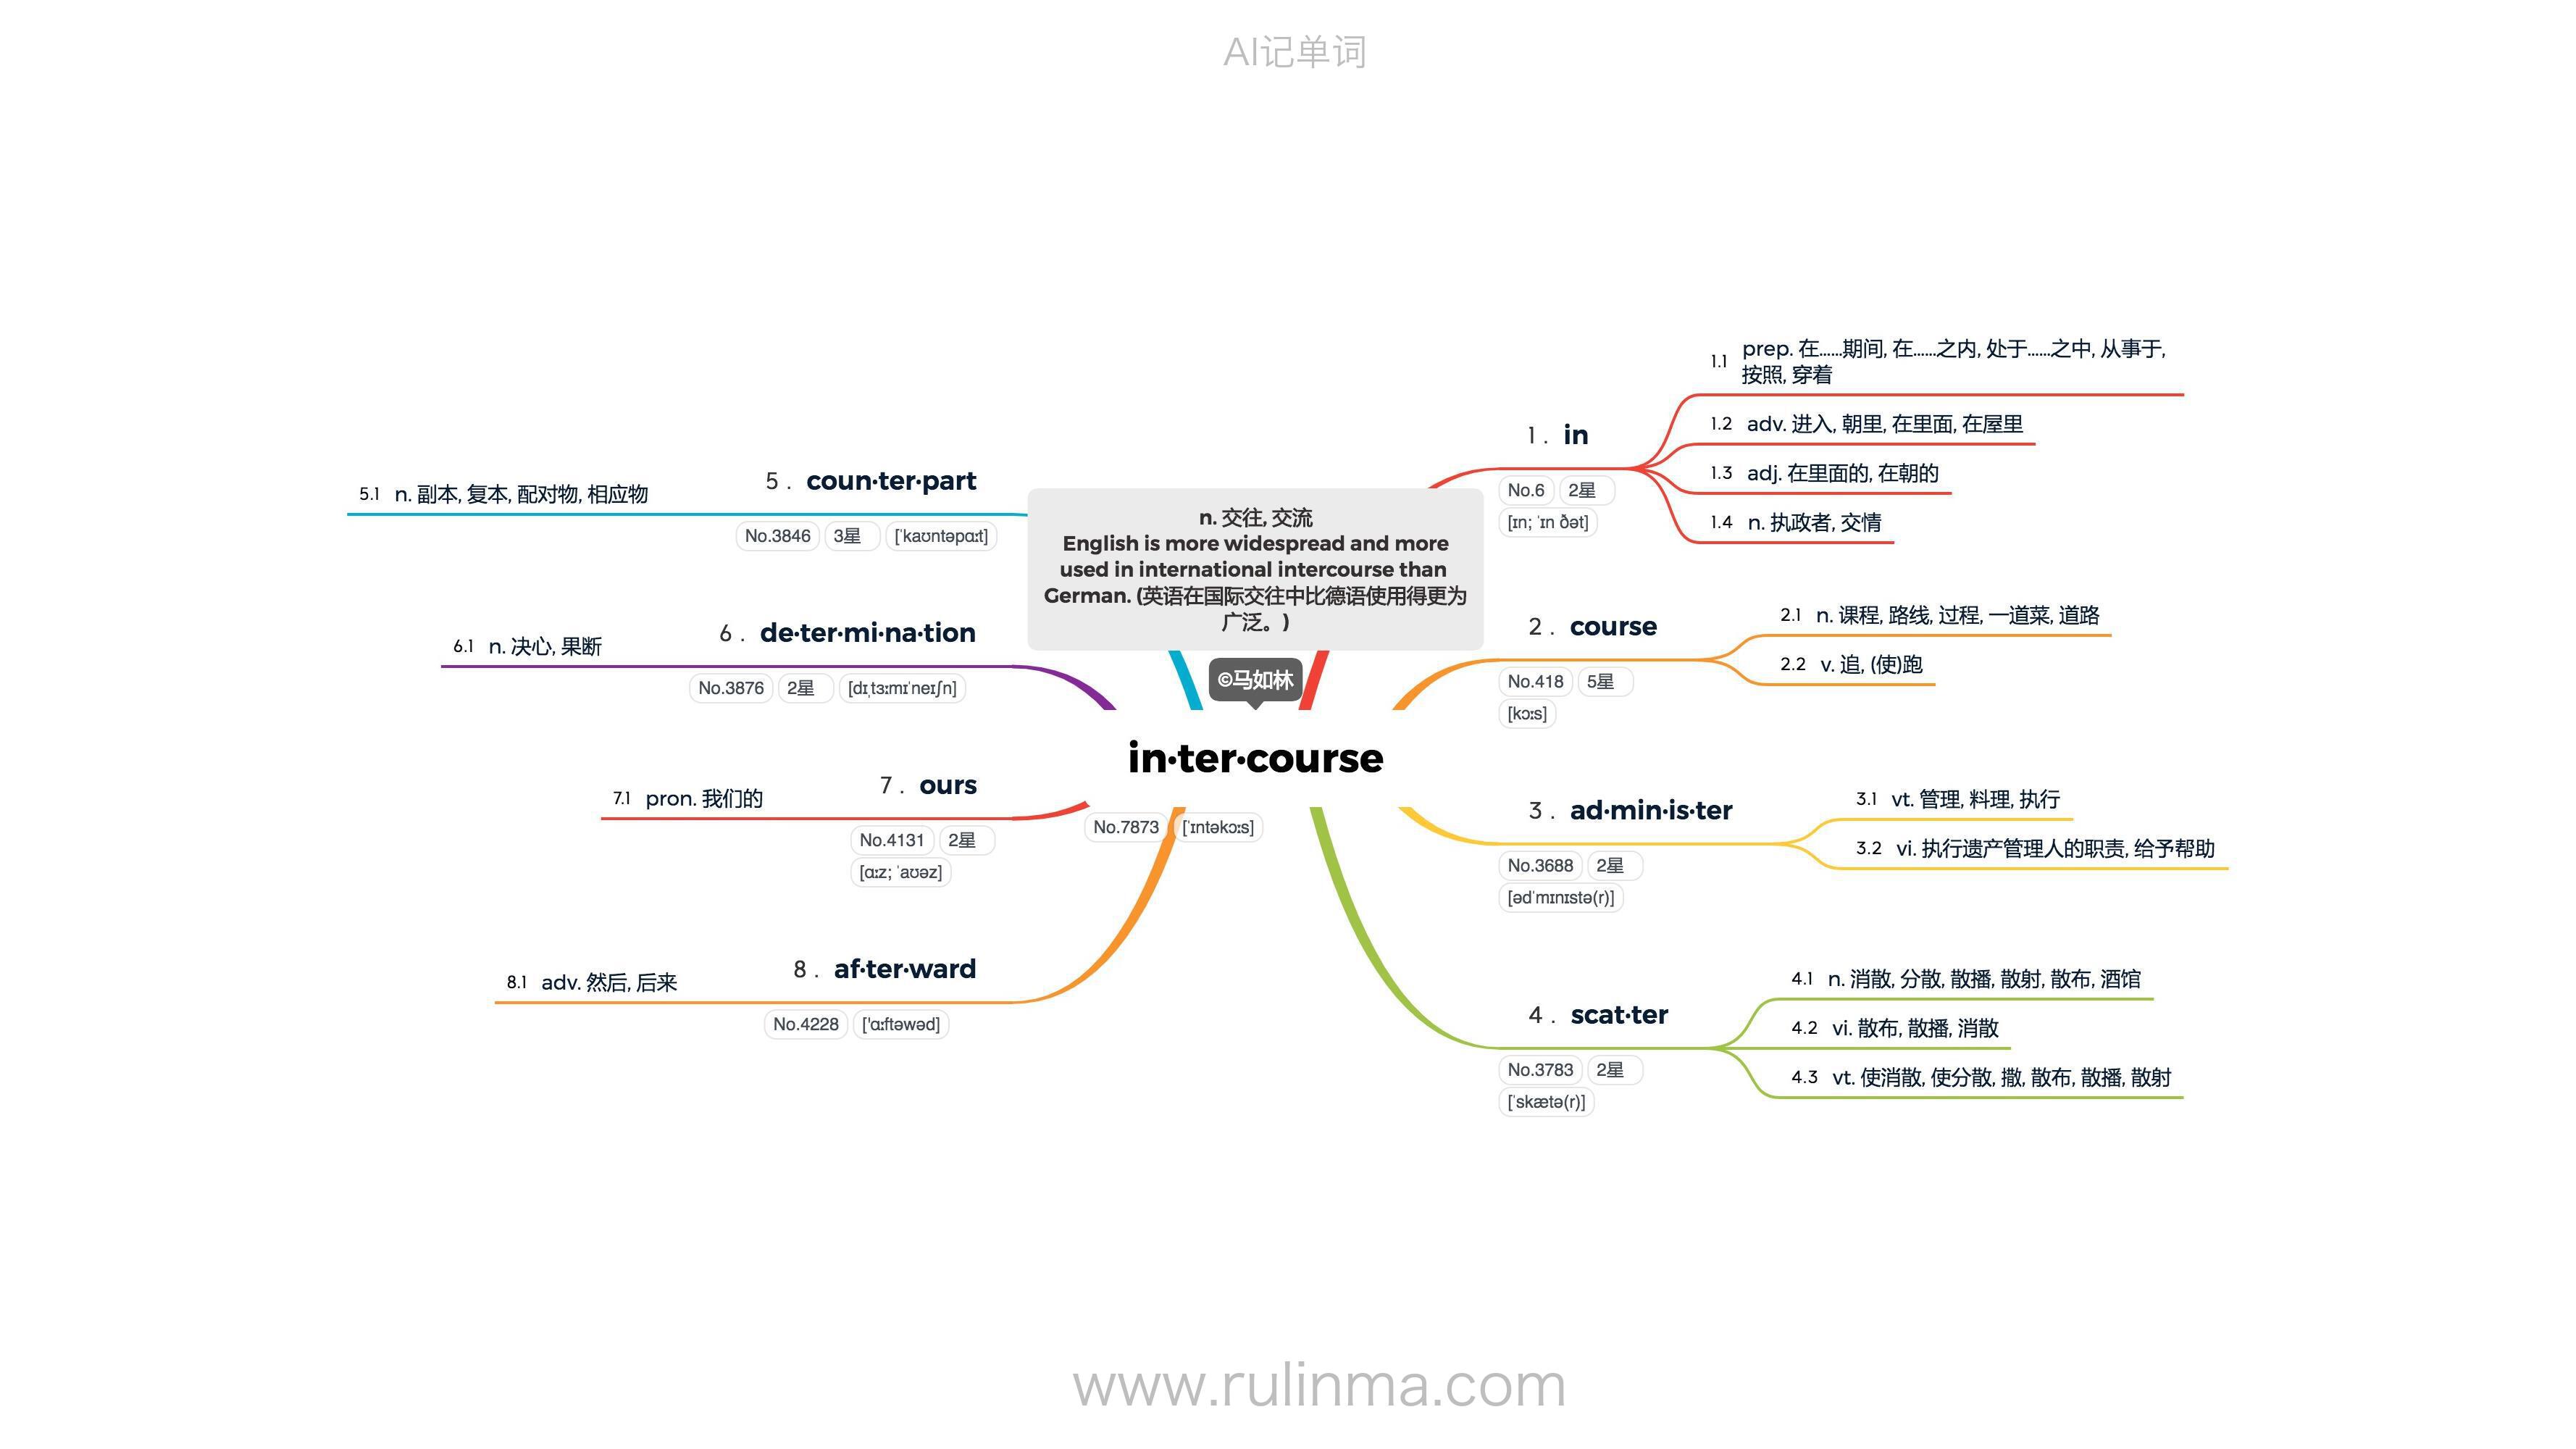 AI记单词
n. 交往, 交流
English is more widespread and more
used in international intercourse than
German. (英语在国际交往中比德语使用得更为
广泛。)
©马如林
in·ter·course
No.7873 [ˈɪntəkɔːs]
1. in
No.6 2星
[ɪn; ˈɪn ðət]
1.1 prep. 在……期间, 在……之内, 处于……之中, 从事于,
按照, 穿着
1.2 adv. 进入, 朝里, 在里面, 在屋里
1.3 adj. 在里面的, 在朝的
1.4 n. 执政者, 交情
2. course
No.418 5星
[kɔːs]
2.1 n. 课程, 路线, 过程, 一道菜, 道路
2.2 v. 追, (使)跑
3. ad·min·is·ter
No.3688 2星
[ədˈmɪnɪstə(r)]
3.1 vt. 管理, 料理, 执行
3.2 vi. 执行遗产管理人的职责, 给予帮助
4. scat·ter
No.3783 2星
[ˈskætə(r)]
4.1 n. 消散, 分散, 散播, 散射, 散布, 洒馆
4.2 vi. 散布, 散播, 消散
4.3 vt. 使消散, 使分散, 撒, 散布, 散播, 散射
5. coun·ter·part
No.3846 3星 [ˈkaʊntəpɑːt]
5.1 n. 副本, 复本, 配对物, 相应物
6. de·ter·mi·na·tion
No.3876 2星 [dɪˌtɜːmɪˈneɪʃn]
6.1 n. 决心, 果断
7. ours
No.4131 2星
[ɑːz; ˈaʊəz]
7.1 pron. 我们的
8. af·ter·ward
No.4228 ['ɑːftəwəd]
8.1 adv. 然后, 后来
www.rulinma.com